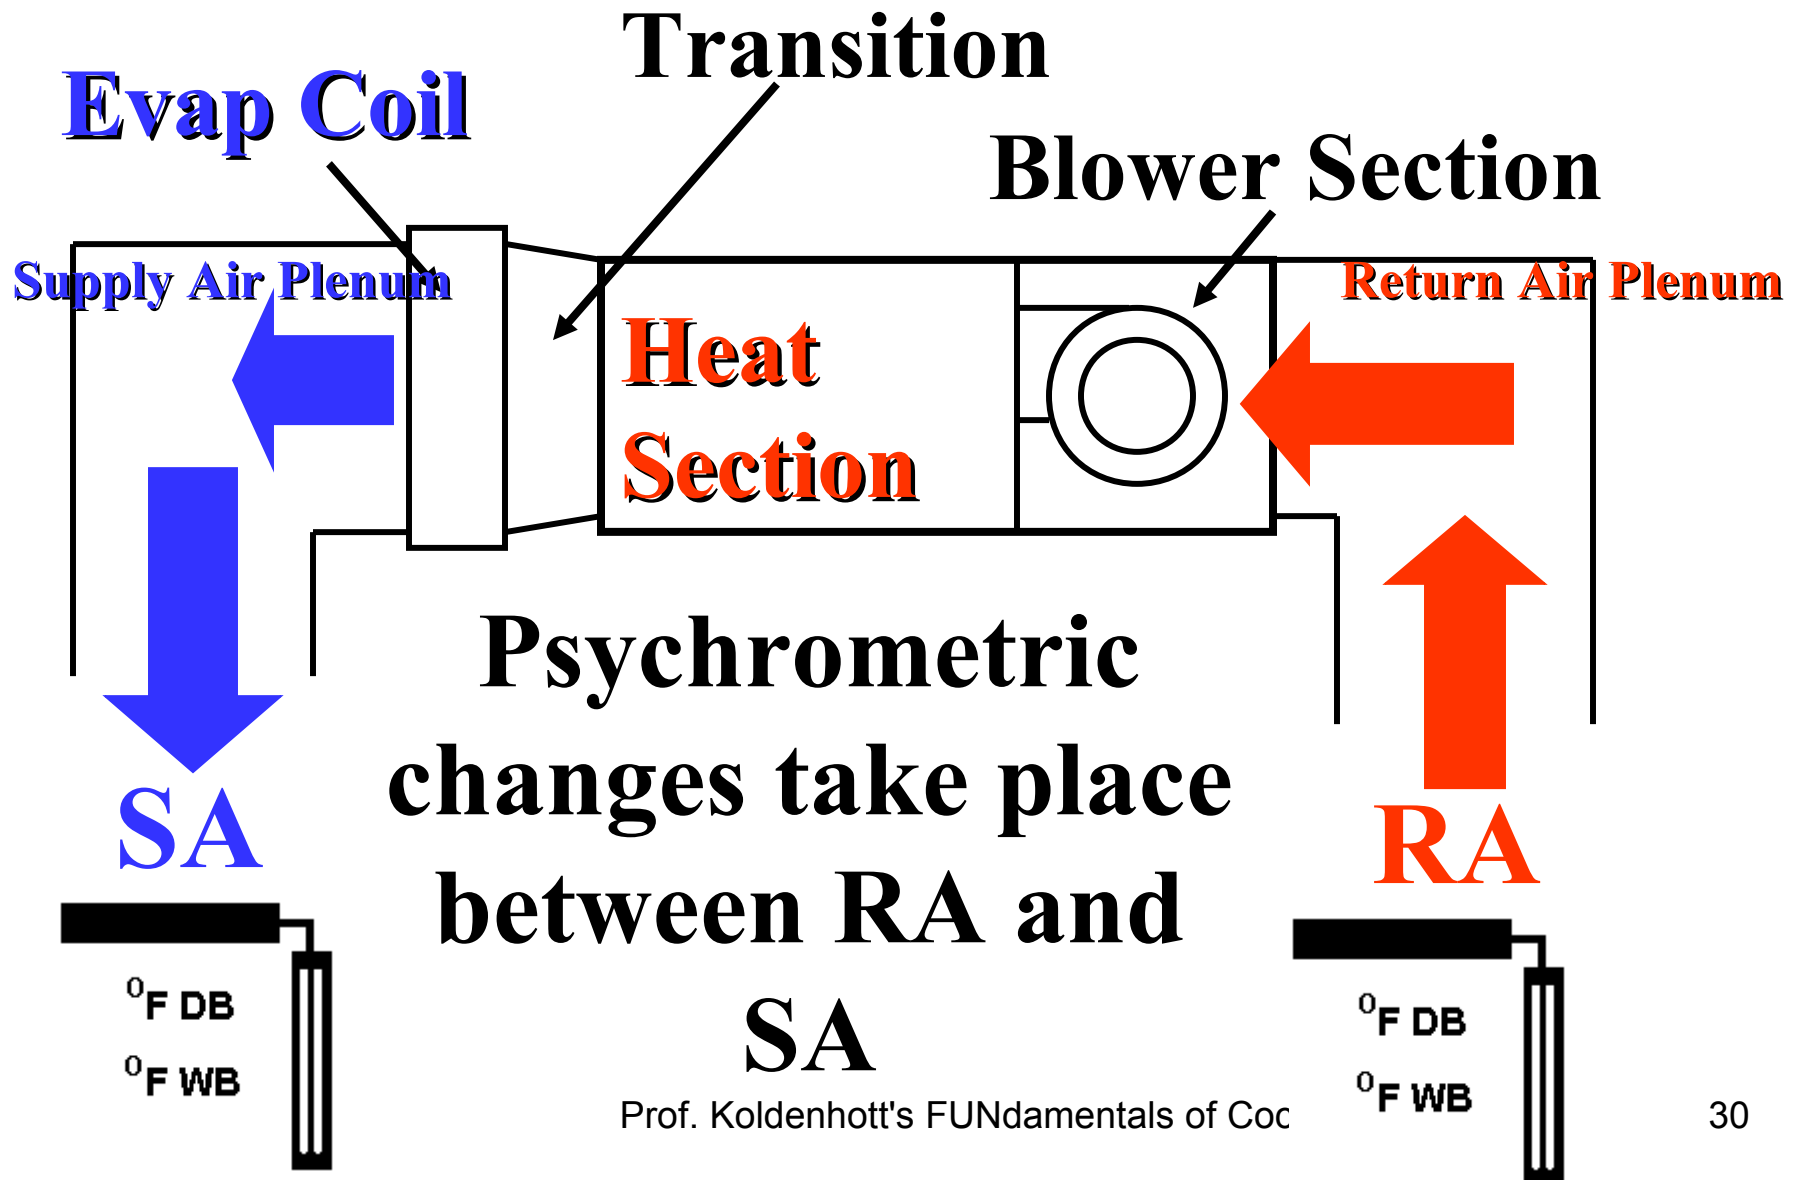 Transition
Evap Coil
Blower Section
Supply Air Plenum
Return Air Plenum
Heat
Section
Psychrometric
changes take place
between RA and
SA
SA
RA
⁰F DB
⁰F WB
⁰F DB
⁰F WB
Prof. Koldenhott's FUNdamentals of
30